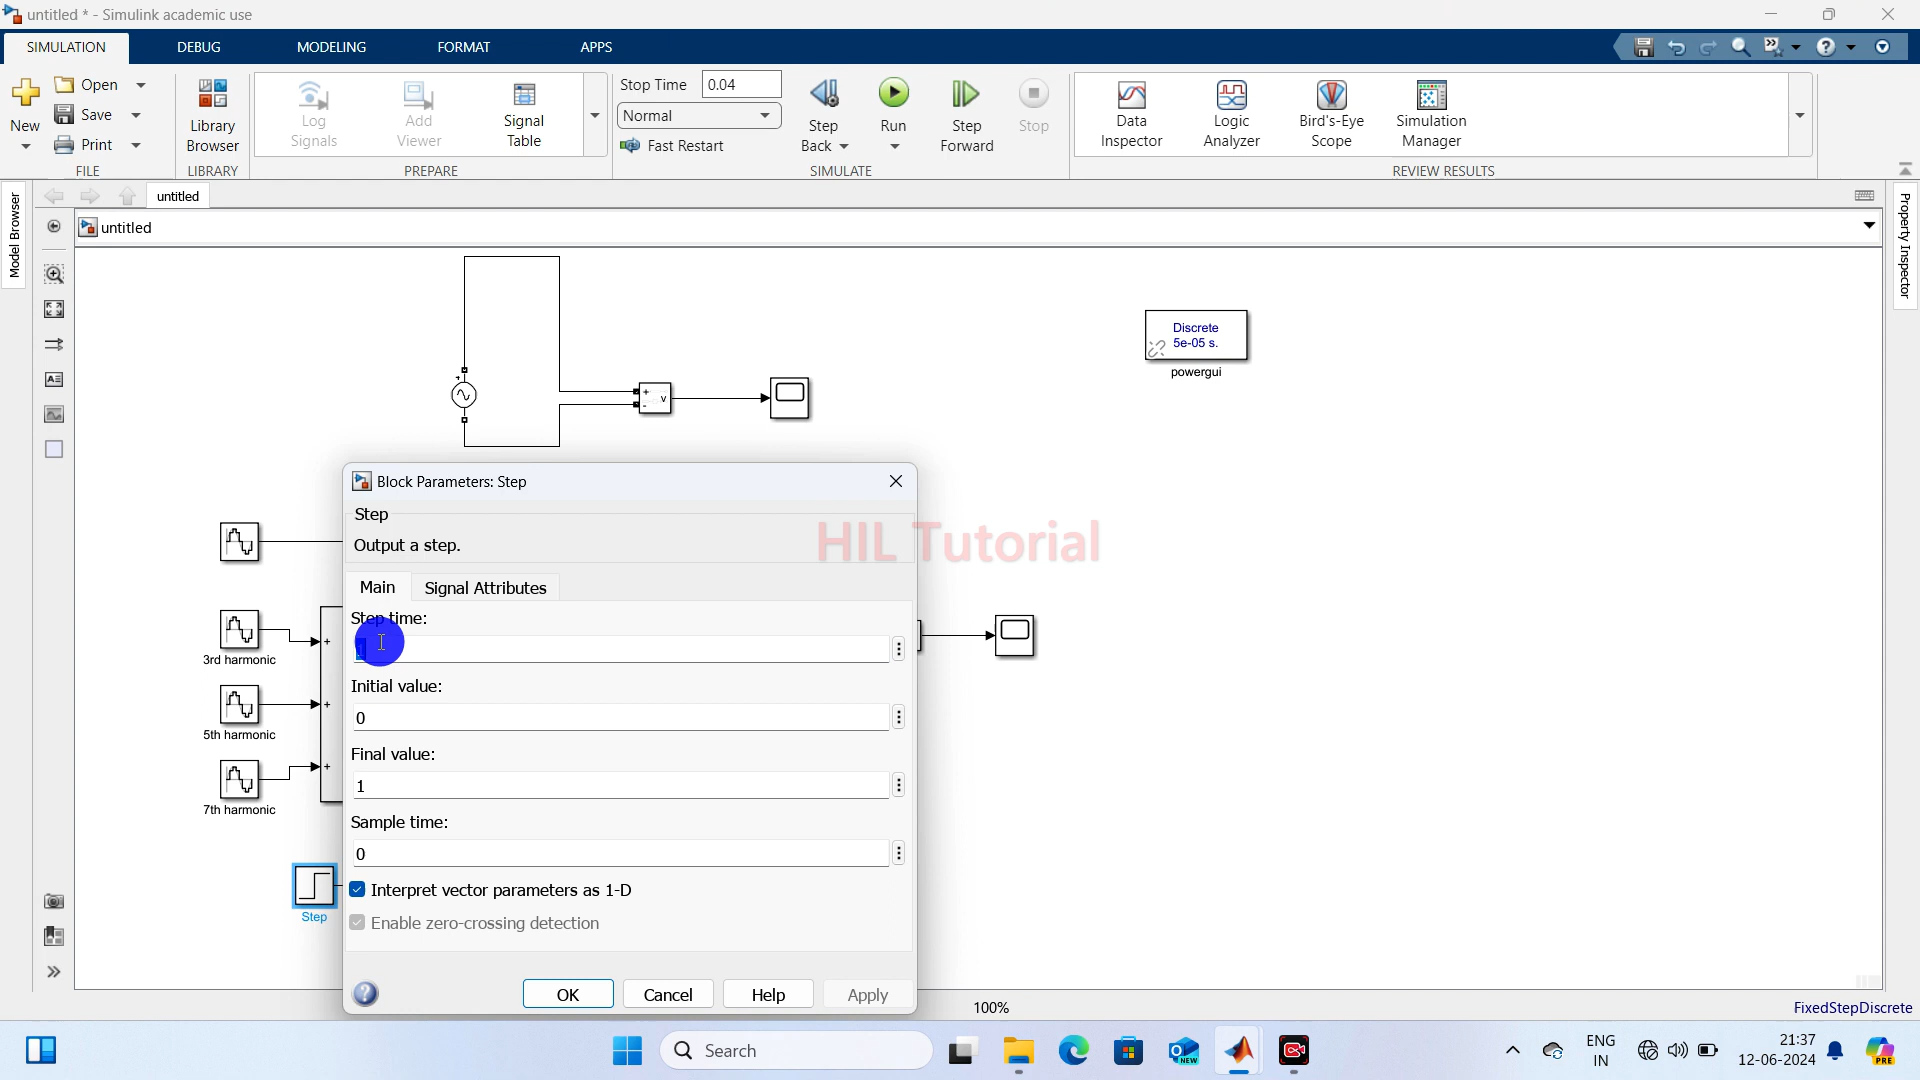 untitled * - Simulink academic use
SIMULATION
DEBUG
MODELING
FORMAT
APPS
New
Open
Save
Print
FILE
Library
Browser
LIBRARY
Log
Signals
Add
Viewer
Signal
Table
PREPARE
Stop Time 0.04
Normal
Fast Restart
Step
Back
Run
Step
Forward
Stop
SIMULATE
Data
Inspector
Logic
Analyzer
Bird's-Eye
Scope
Simulation
Manager
REVIEW RESULTS
Model Browser
untitled
untitled
Property Inspector
Discrete
5e-05 s.
powergui
+
+ v
-
3rd harmonic
5th harmonic
7th harmonic
+
+
+
Step
Block Parameters: Step
Step
Output a step.
HIL Tutorial
Main
Signal Attributes
Step time:
1
Initial value:
0
Final value:
1
Sample time:
0
Interpret vector parameters as 1-D
Enable zero-crossing detection
OK
Cancel
Help
Apply
100%
FixedStepDiscrete
Search
NEW
ENG
IN
21:37
12-06-2024
PRE